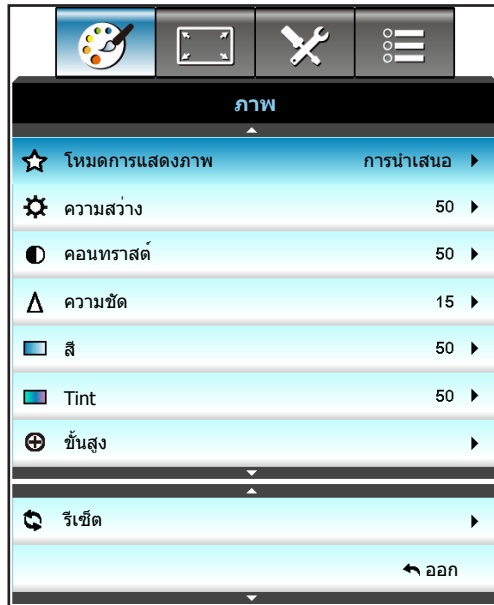 ภาพ
โหมดการแสดงภาพ การนำเสนอ
ความสว่าง 50
คอนทราสต์ 50
ความชัด 15
สี 50
Tint 50
ขั้นสูง
รีเซ็ต
ออก